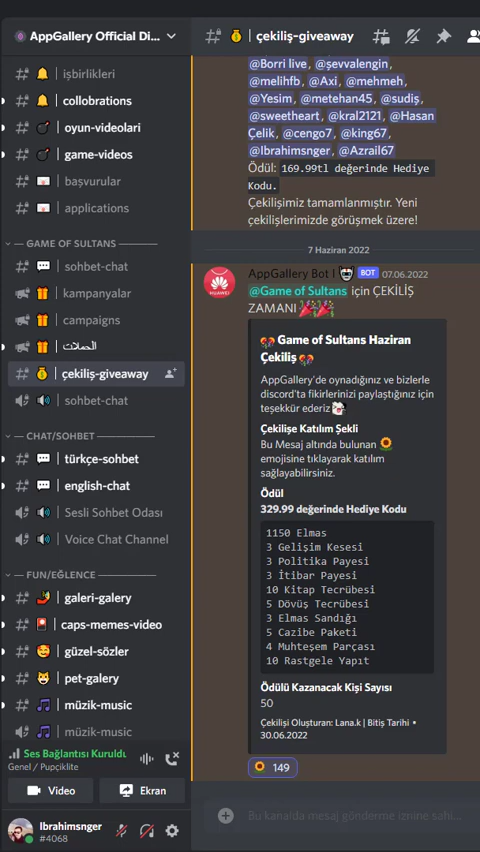 AppGallery Official Di...
işbirlikleri
collobrations
oyun-videolari
game-videos
başvurular
applications
GAME OF SULTANS
sohbet-chat
kampanyalar
campaigns
الحملات
çekiliş-giveaway
sohbet-chat
CHAT/SOHBET
türkçe-sohbet
english-chat
Sesli Sohbet Odası
Voice Chat Channel
FUN/EĞLENCE
galeri-galery
caps-memes-video
güzel-sözler
pet-galery
müzik-music
müzik-music
Ses Bağlantısı Kuruldu
Genel / Pupçiklite
Video
Ekran
Ibrahimsnger
#4068
çekiliş-giveaway
@Borri live, @şevvalengin,
@melihfb, @Axi, @mehmeh,
@Yesim, @metehan45, @sudiş,
@sweetheart, @kral2121, @Hasan
Çelik, @cengo7, @king67,
@Ibrahimsnger, @Azrail67
Ödül: 169.99tl değerinde Hediye
Kodu.
Çekilişimiz tamamlanmıştır. Yeni
çekilişlerimizde görüşmek üzere!
7 Haziran 2022
HUAWEI
AppGallery Bot | BOT 07.06.2022
@Game of Sultans için ÇEKİLİŞ
ZAMANI
Game of Sultans Haziran
Çekiliş
AppGallery'de oynadığınız ve bizlerle
discord'ta fikirlerinizi paylaştığınız için
teşekkür ederiz
Çekilişe Katılım Şekli
Bu Mesaj altında bulunan
emojisine tıklayarak katılım
sağlayabilirsiniz.
Ödül
329.99 değerinde Hediye Kodu
1150 Elmas
3 Gelişim Kesesi
3 Politika Payesi
3 İtibar Payesi
10 Kitap Tecrübesi
5 Dövüş Tecrübesi
3 Elmas Sandığı
5 Cazibe Paketi
4 Muhteşem Parçası
10 Rastgele Yapıt
Ödülü Kazanacak Kişi Sayısı
50
Çekilişi Oluşturan: Lana.k | Bitiş Tarihi •
30.06.2022
149
Bu kanalda mesaj gönderme iznine sahi...